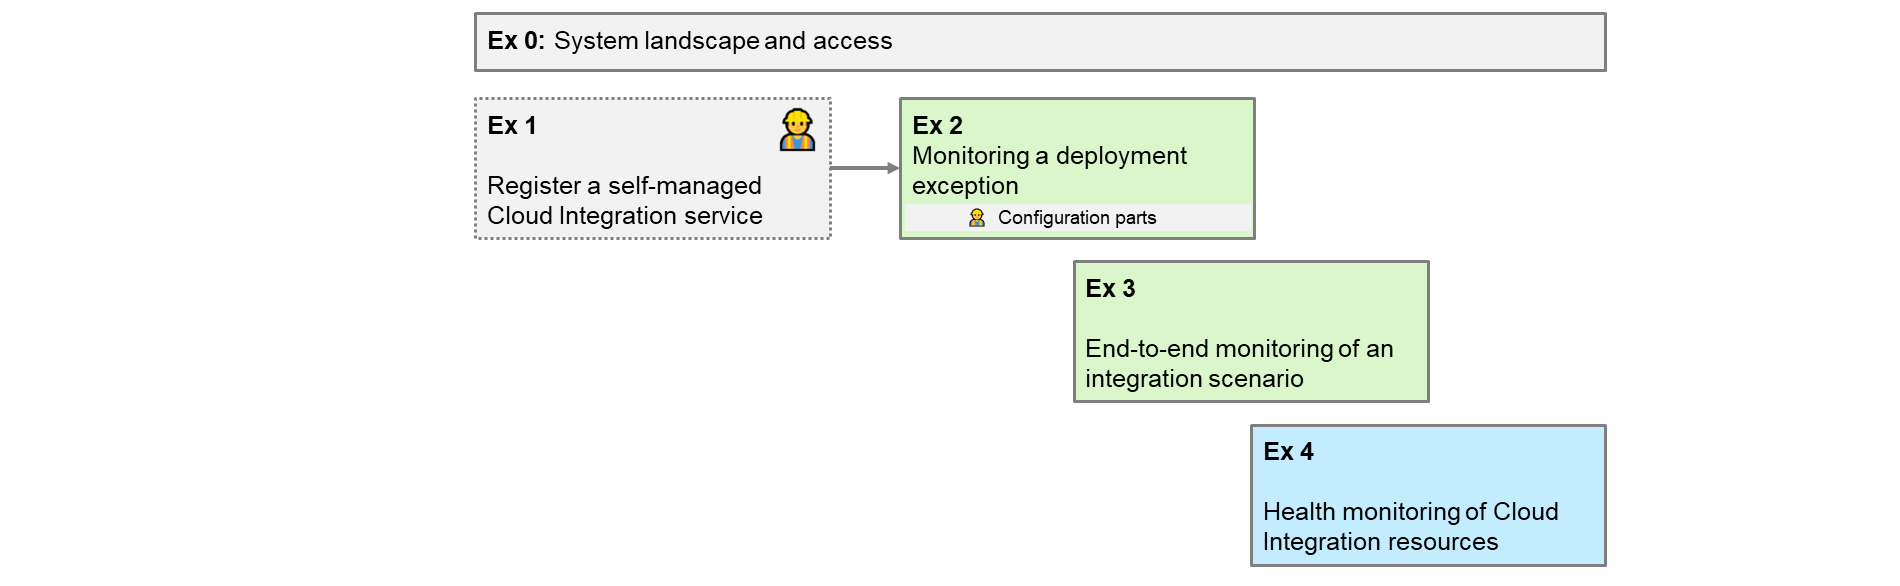 Ex 0: System landscape and access
Ex 1
Register a self-managed
Cloud Integration service
Ex 2
Monitoring a deployment
exception
Configuration parts
Ex 3
End-to-end monitoring of an
integration scenario
Ex 4
Health monitoring of Cloud
Integration resources